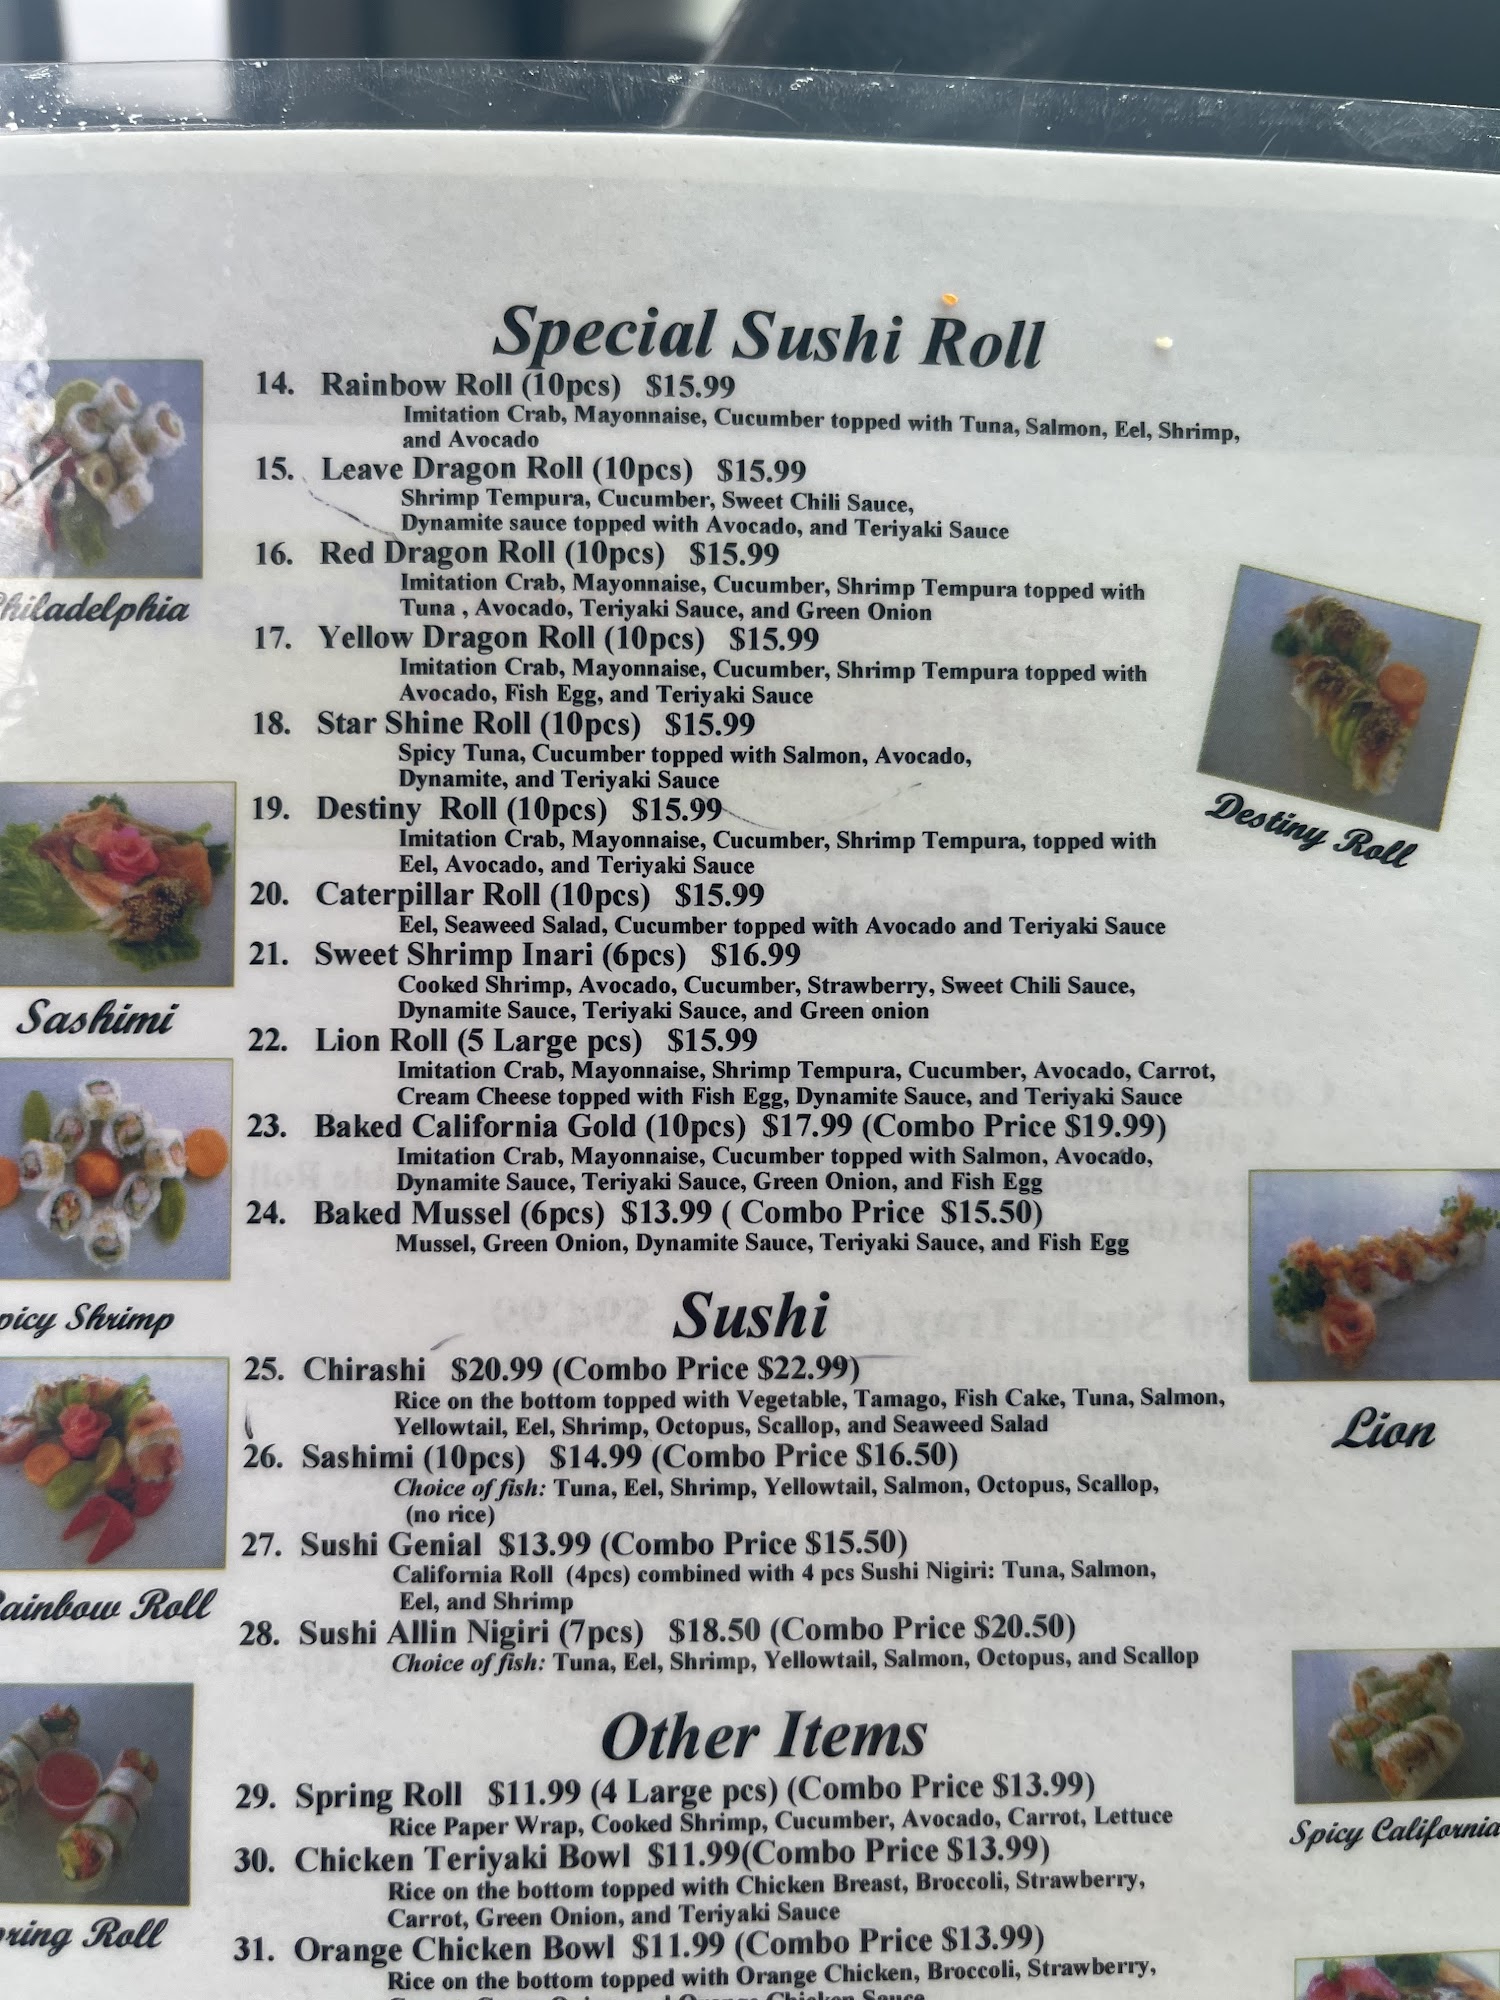 Special Sushi Roll
14. Rainbow Roll (10pcs) $15.99
Imitation Crab, Mayonnaise, Cucumber topped with Tuna, Salmon, Eel, Shrimp,
and Avocado
15. Leave Dragon Roll (10pcs) $15.99
Shrimp Tempura, Cucumber, Sweet Chili Sauce,
Dynamite sauce topped with Avocado, and Teriyaki Sauce
16. Red Dragon Roll (10pcs) $15.99
Imitation Crab, Mayonnaise, Cucumber, Shrimp Tempura topped with
Tuna , Avocado, Teriyaki Sauce, and Green Onion
17. Yellow Dragon Roll (10pcs) $15.99
Imitation Crab, Mayonnaise, Cucumber, Shrimp Tempura topped with
Avocado, Fish Egg, and Teriyaki Sauce
18. Star Shine Roll (10pcs) $15.99
Spicy Tuna, Cucumber topped with Salmon, Avocado,
Dynamite, and Teriyaki Sauce
19. Destiny Roll (10pcs) $15.99
Imitation Crab, Mayonnaise, Cucumber, Shrimp Tempura, topped with
Eel, Avocado, and Teriyaki Sauce
20. Caterpillar Roll (10pcs) $15.99
Eel, Seaweed Salad, Cucumber topped with Avocado and Teriyaki Sauce
21. Sweet Shrimp Inari (6pcs) $16.99
Cooked Shrimp, Avocado, Cucumber, Strawberry, Sweet Chili Sauce,
Dynamite Sauce, Teriyaki Sauce, and Green onion
22. Lion Roll (5 Large pcs) $15.99
Imitation Crab, Mayonnaise, Shrimp Tempura, Cucumber, Avocado, Carrot,
Cream Cheese topped with Fish Egg, Dynamite Sauce, and Teriyaki Sauce
23. Baked California Gold (10pcs) $17.99 (Combo Price $19.99)
Imitation Crab, Mayonnaise, Cucumber topped with Salmon, Avocado,
Dynamite Sauce, Teriyaki Sauce, Green Onion, and Fish Egg
24. Baked Mussel (6pcs) $13.99 ( Combo Price $15.50)
Mussel, Green Onion, Dynamite Sauce, Teriyaki Sauce, and Fish Egg
Sushi
25. Chirashi $20.99 (Combo Price $22.99)
Rice on the bottom topped with Vegetable, Tamago, Fish Cake, Tuna, Salmon,
Yellowtail, Eel, Shrimp, Octopus, Scallop, and Seaweed Salad
26. Sashimi (10pcs) $14.99 (Combo Price $16.50)
Choice of fish: Tuna, Eel, Shrimp, Yellowtail, Salmon, Octopus, Scallop,
(no rice)
27. Sushi Genial $13.99 (Combo Price $15.50)
California Roll (4pcs) combined with 4 pcs Sushi Nigiri: Tuna, Salmon,
Eel, and Shrimp
28. Sushi Allin Nigiri (7pcs) $18.50 (Combo Price $20.50)
Choice of fish: Tuna, Eel, Shrimp, Yellowtail, Salmon, Octopus, and Scallop
Other Items
29. Spring Roll $11.99 (4 Large pcs) (Combo Price $13.99)
Rice Paper Wrap, Cooked Shrimp, Cucumber, Avocado, Carrot, Lettuce
30. Chicken Teriyaki Bowl $11.99(Combo Price $13.99)
Rice on the bottom topped with Chicken Breast, Broccoli, Strawberry,
Carrot, Green Onion, and Teriyaki Sauce
31. Orange Chicken Bowl $11.99 (Combo Price $13.99)
Rice on the bottom topped with Orange Chicken, Broccoli, Strawberry,
hiladelphia
Sashimi
picy Shrimp
ainbow Roll
ring Roll
Destiny Roll
Lion
Spicy California